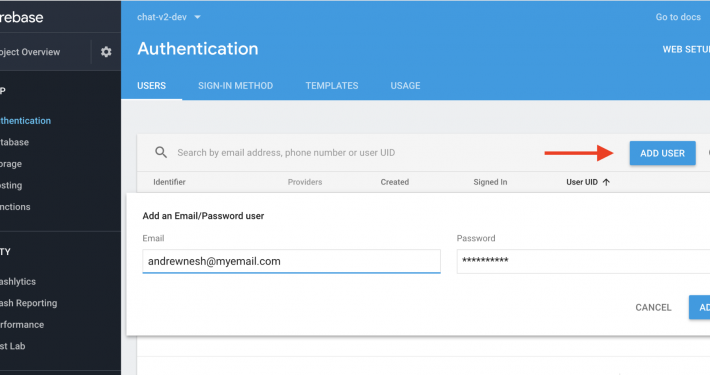 rebase
chat-v2-dev
Go to docs
oject Overview
Authentication
WEB SETU
USERS SIGN-IN METHOD TEMPLATES USAGE
P
thentication
tabase
orage
sting
nctions
Search by email address, phone number or user UID
ADD USER
Identifier Providers Created Signed In User UID
Add an Email/Password user
Email Password
andrewnesh@myemail.com **********
CANCEL AD
TY
ashlytics
ash Reporting
rformance
st Lab